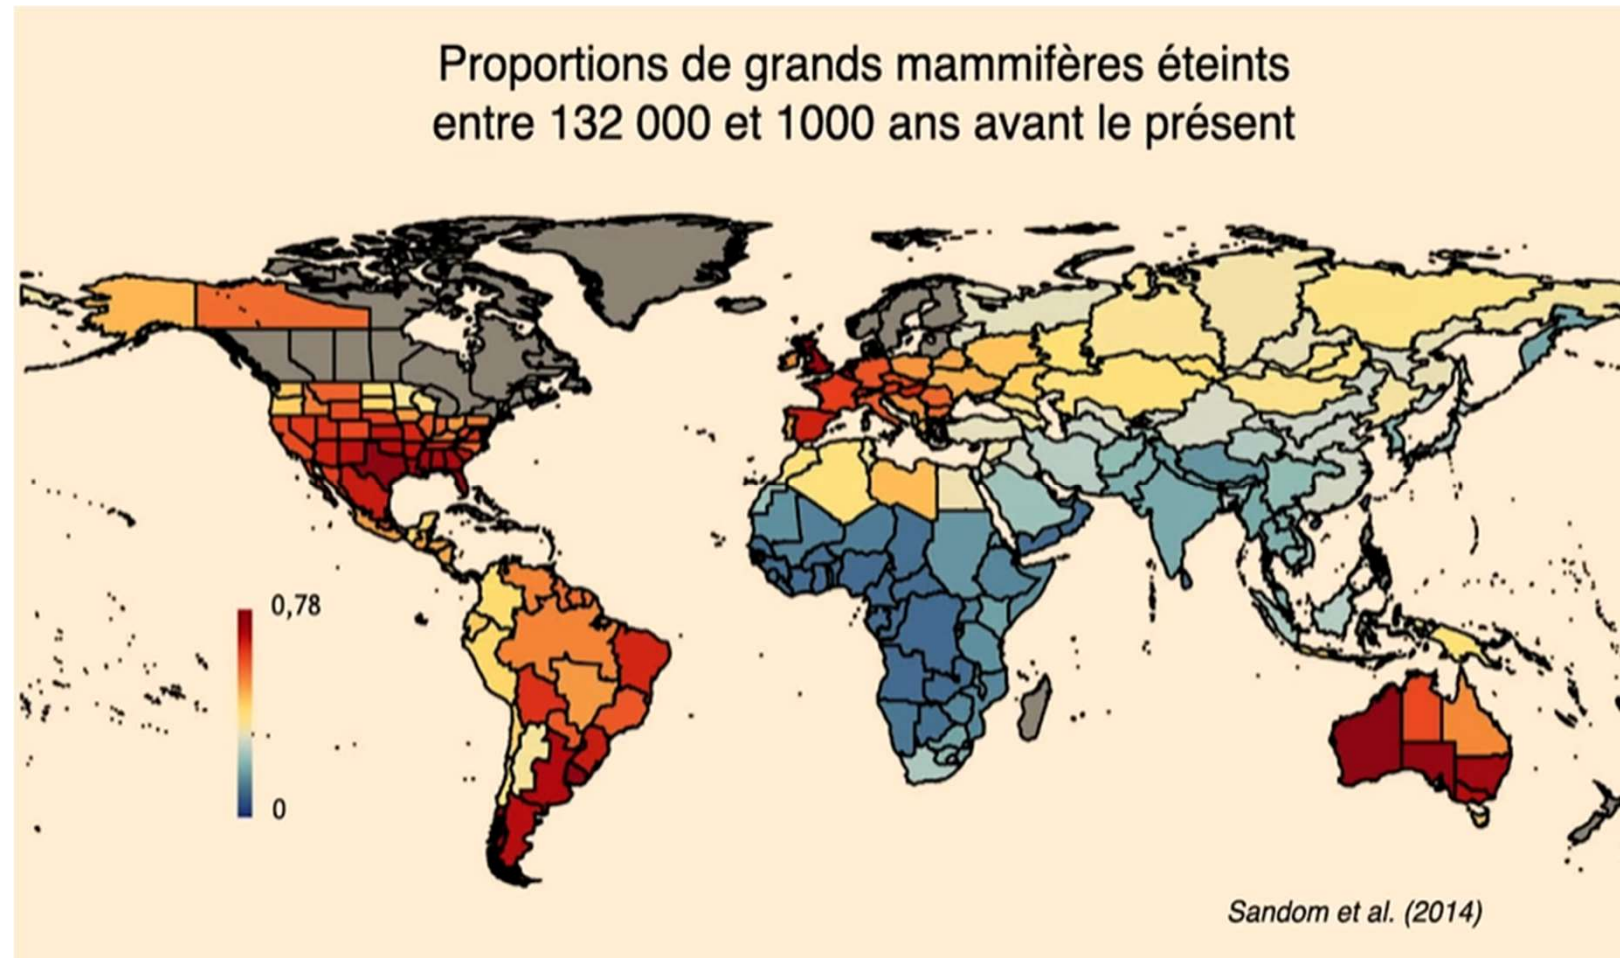 Proportions de grands mammifères éteints
entre 132 000 et 1000 ans avant le présent
0,78
0
Sandom et al. (2014)